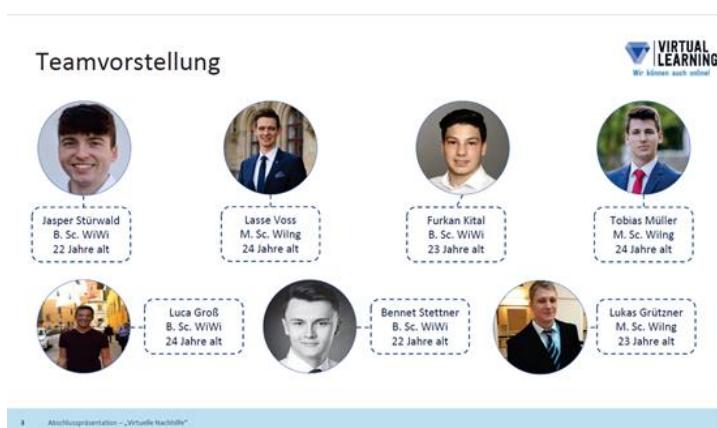 Teamvorstellung
VIRTUAL
LEARNING
Wir können auch online!
Jasper Stürwald
B. Sc. WiWi
22 Jahre alt
Lasse Voss
M. Sc. WiIng
24 Jahre alt
Furkan Kital
B. Sc. WiWi
23 Jahre alt
Tobias Müller
M. Sc. WiIng
24 Jahre alt
Luca Groß
B. Sc. WiWi
24 Jahre alt
Bennet Stettner
B. Sc. WiWi
22 Jahre alt
Lukas Grützner
M. Sc. WiIng
23 Jahre alt
3 Abschlusspräsentation – „Virtuelle Nachhilfe"